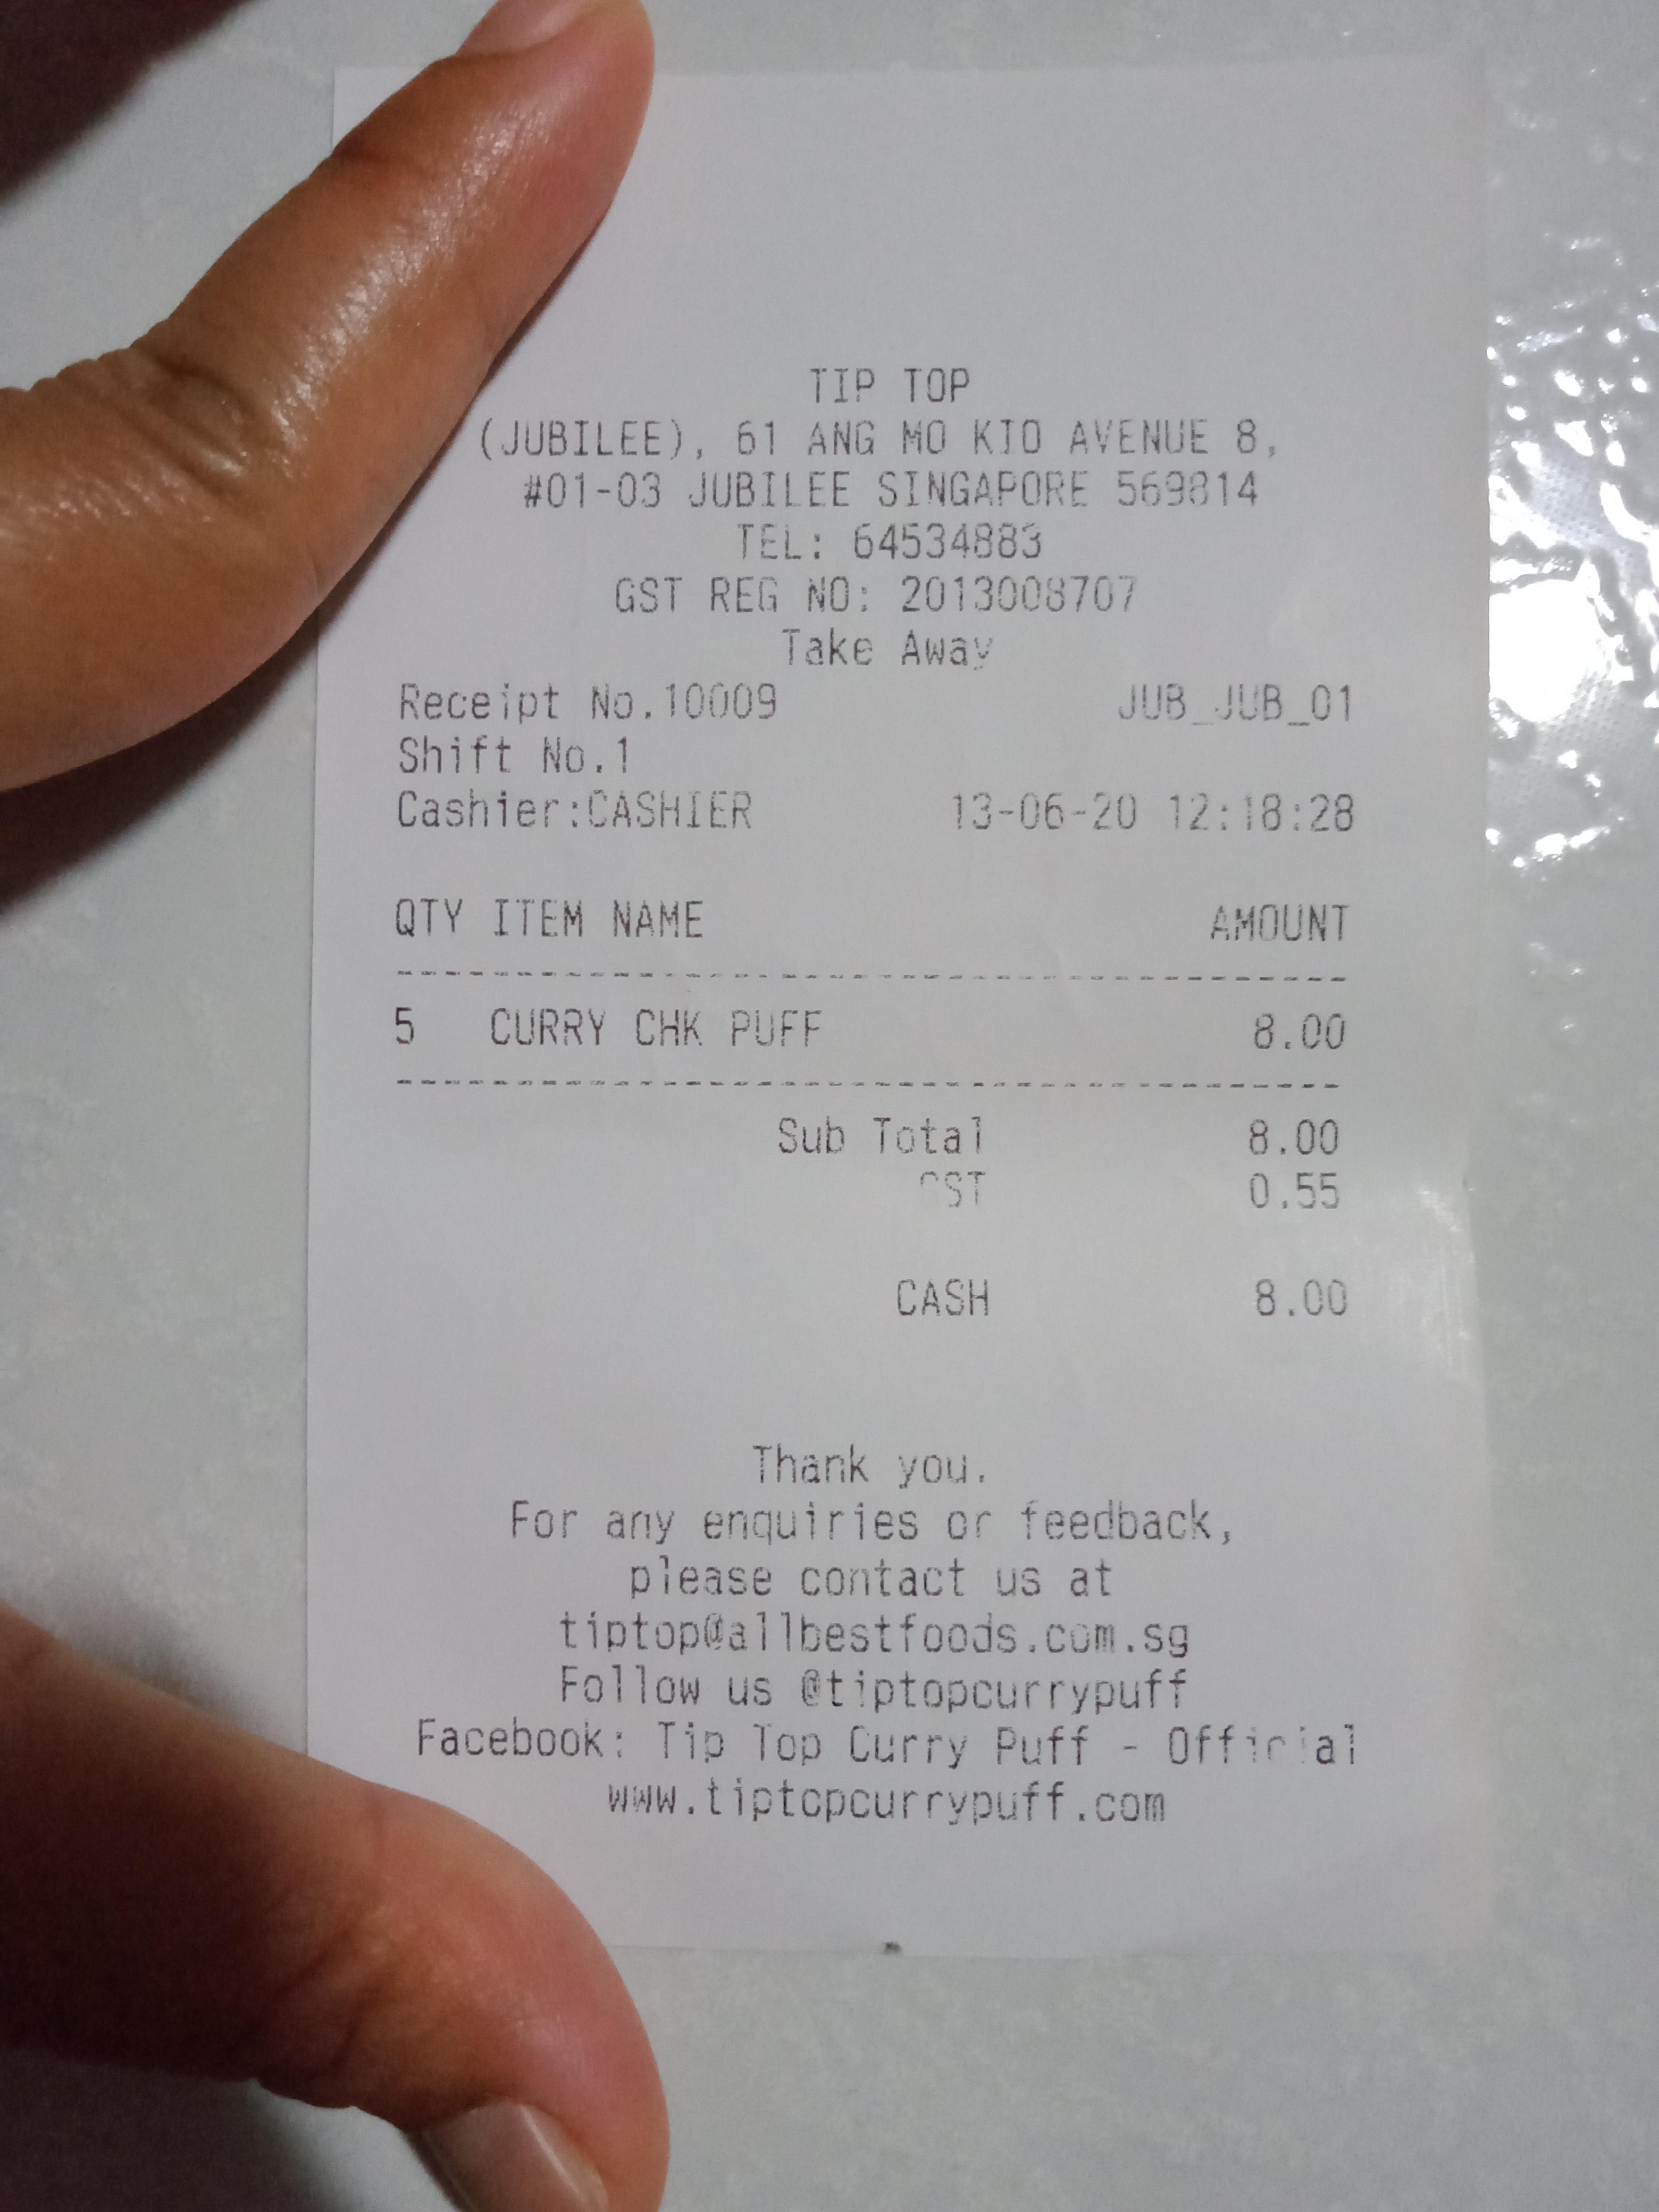 TIP TOP
(JUBILEE), 61 ANG MO KIO AVENUE 8,
#01-03 JUBILEE SINGAPORE 569814
TEL: 64534883
GST REG NO: 2013008707
Take Away
Receipt No.10009 JUB_JUB_01
Shift No.1
Cashier:CASHIER 13-06-20 12:18:28
QTY ITEM NAME AMOUNT
5 CURRY CHK PUFF 8.00
Sub Total 8.00
GST 0.55
CASH 8.00
Thank you.
For any enquiries or feedback,
please contact us at
tiptop@allbestfoods.com.sg
Follow us @tiptopcurrypuff
Facebook: Tip Top Curry Puff - Official
www.tiptopcurrypuff.com